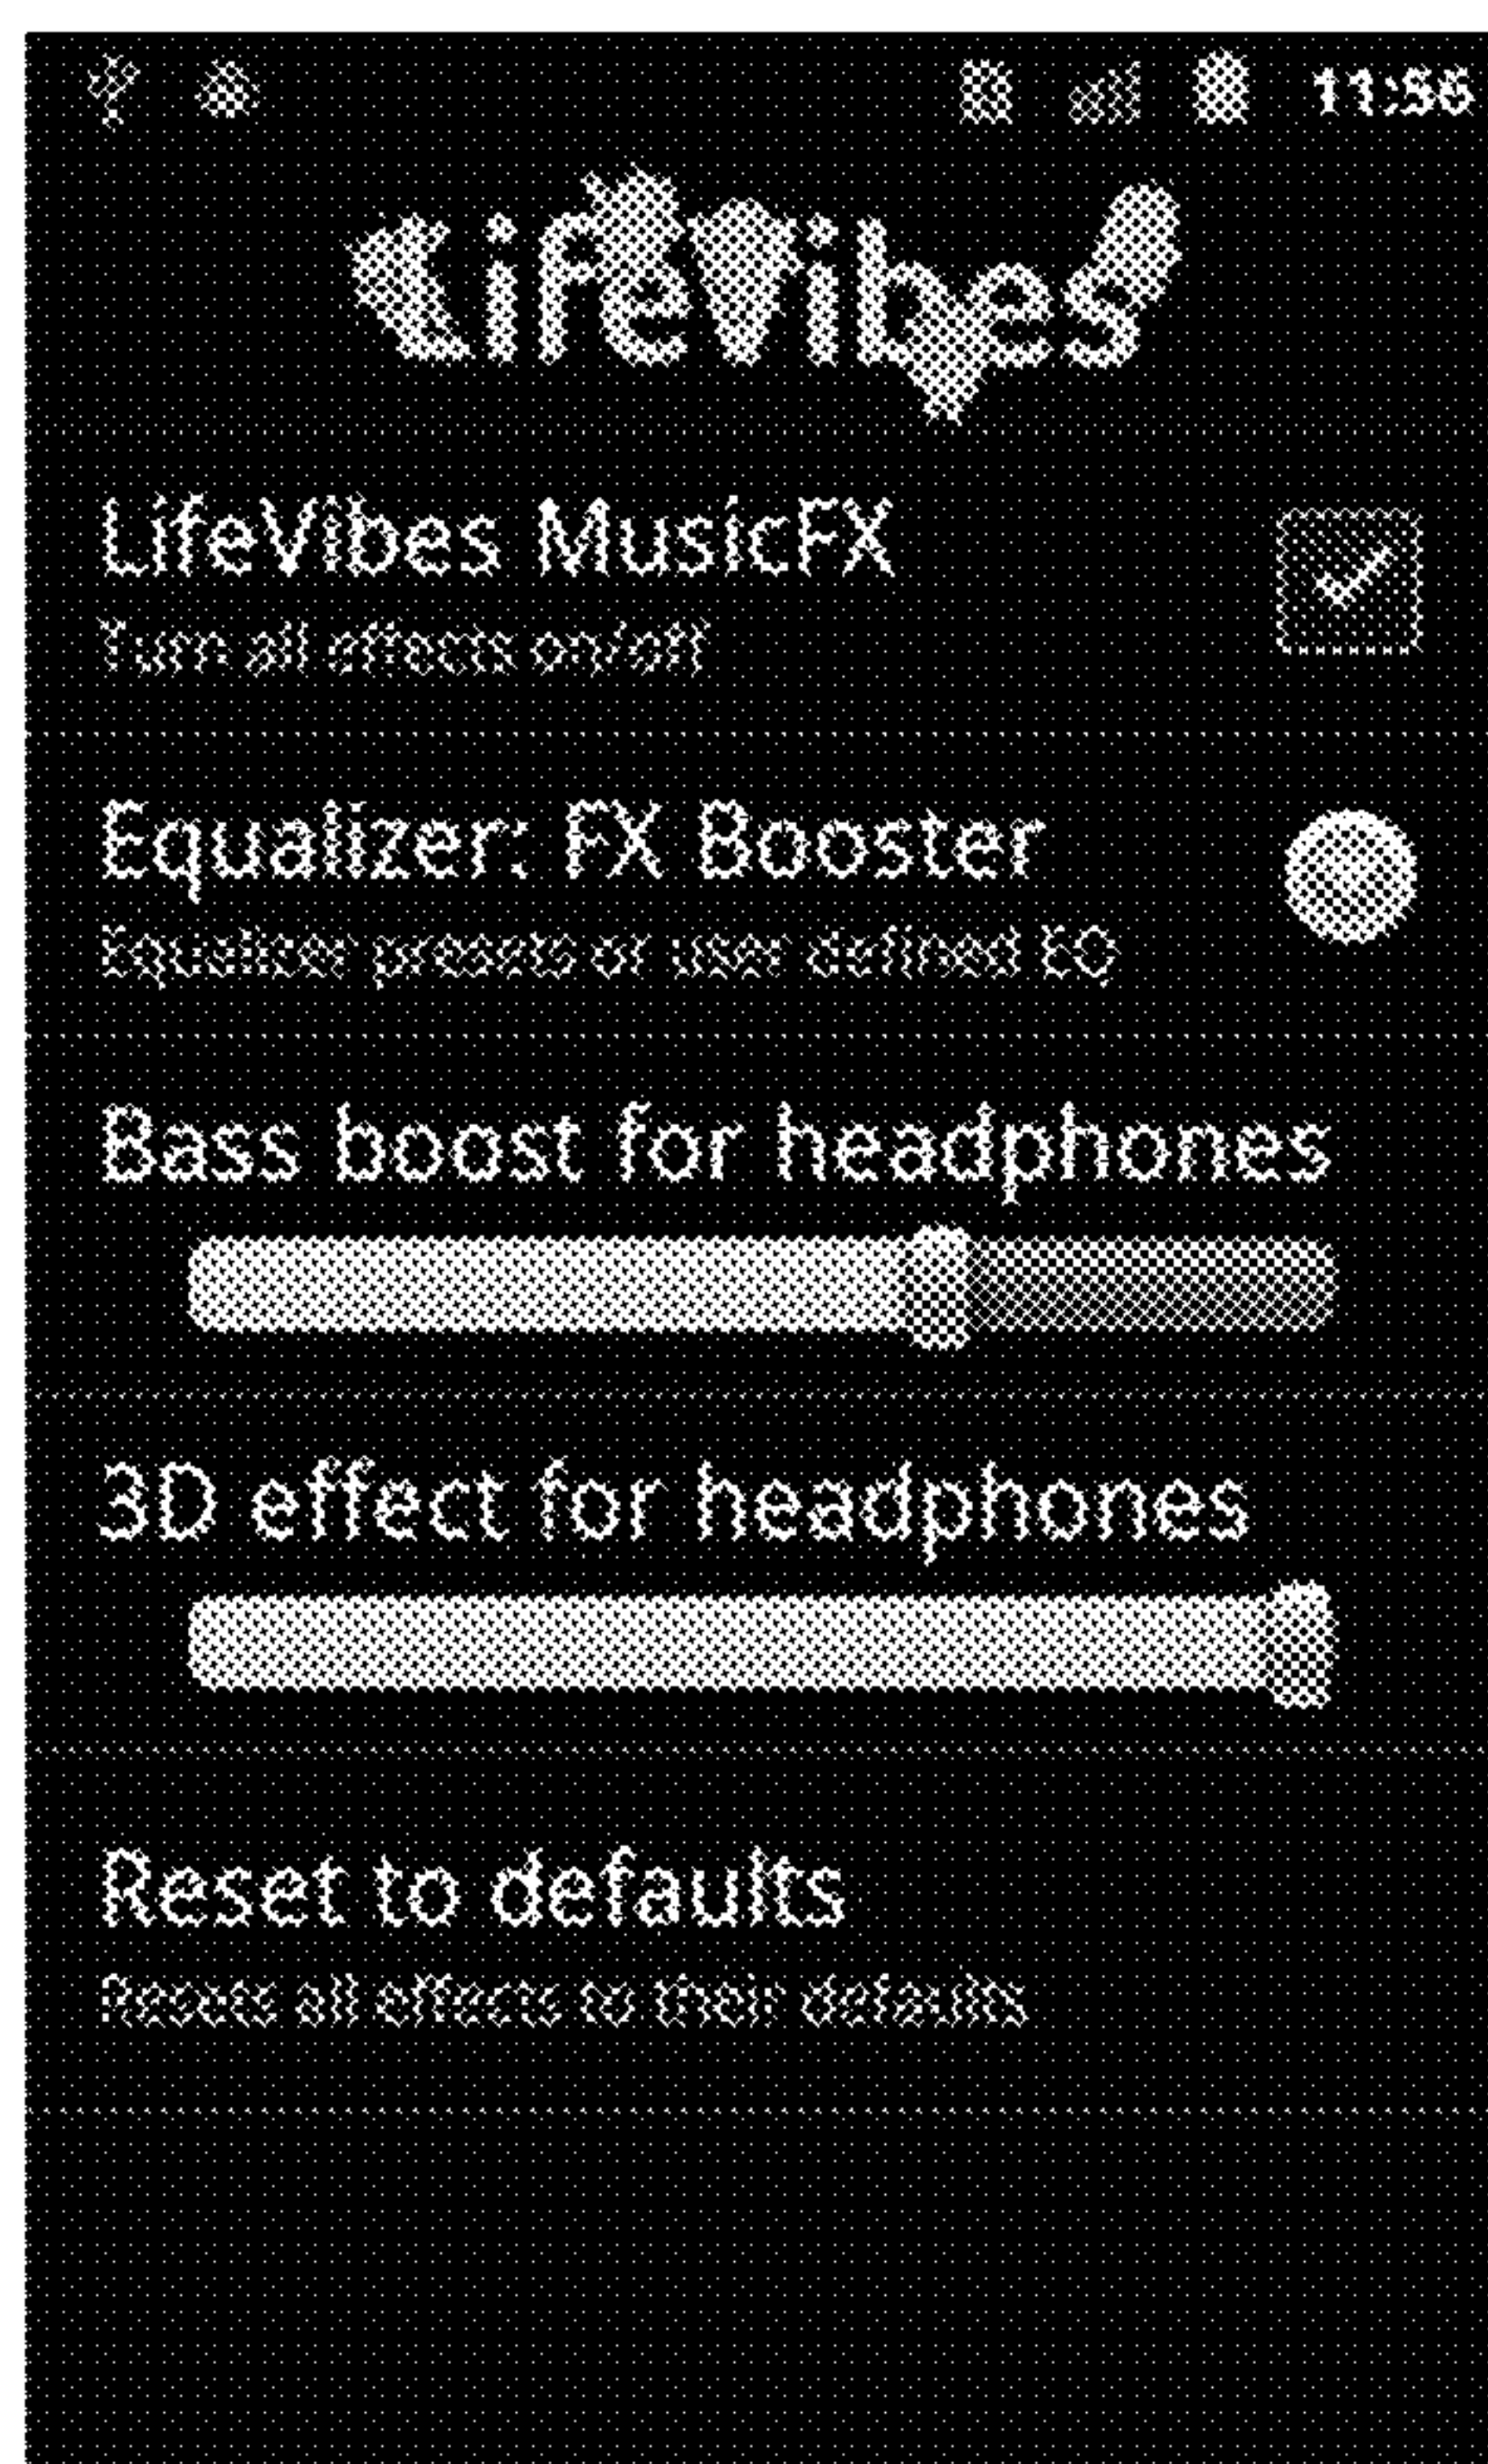 11:56
LifeVibes
LifeVibes MusicFX
Turn all effects on/off
Equalizer: FX Booster
Equalizer presets or user defined EQ
Bass boost for headphones
3D effect for headphones
Reset to defaults
Resets all effects to their defaults